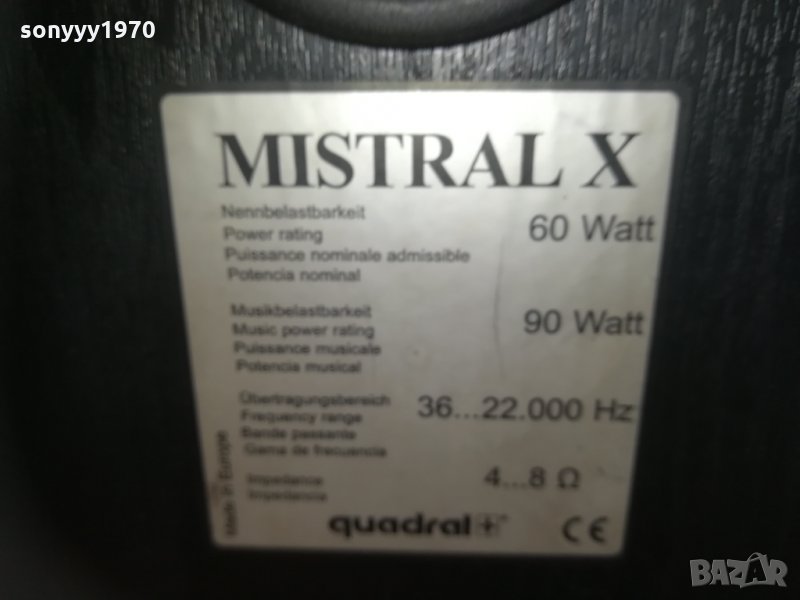 sonyyy1970
MISTRAL X
Nennbelastbarkeit
Power rating
Puissance nominale admissible
Potencia nominal
60 Watt
Musikbelastbarkeit
Music power rating
Puissance musicale
Potencia musical
90 Watt
Übertragungsbereich
Frequency range
Bande passante
Gama de frecuencia
36...22.000 Hz
Impedance
Impedancia
4...8 Ω
Made in Europe
quadral
CE
BAZAR